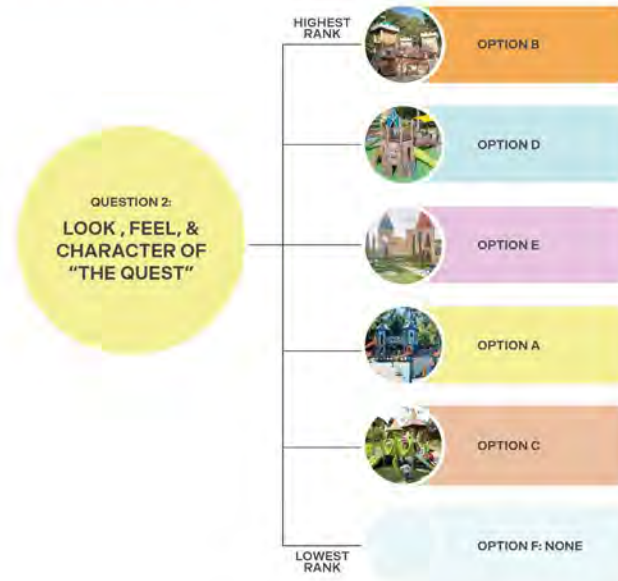 HIGHEST
RANK
OPTION B
OPTION D
QUESTION 2:
LOOK , FEEL, &
CHARACTER OF
"THE QUEST"
OPTION E
OPTION A
OPTION C
OPTION F: NONE
LOWEST
RANK